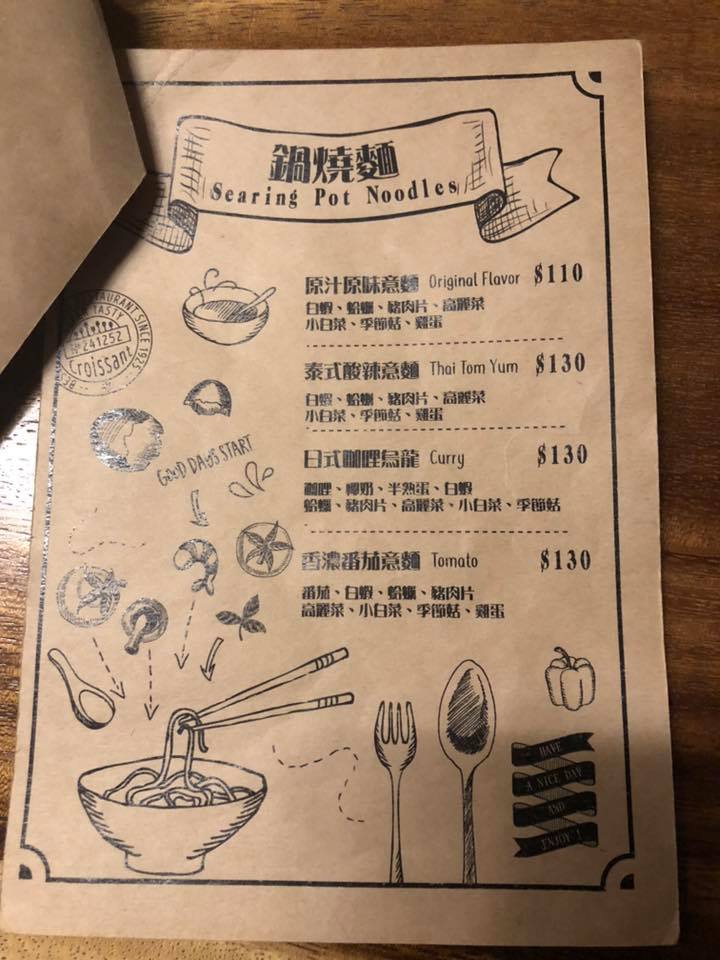 鍋燒麵
Searing Pot Noodles
原汁原味意麵 Original Flavor $110
白蝦、蛤蠣、豬肉片、高麗菜
小白菜、季節菇、雞蛋
泰式酸辣意麵 Thai Tom Yum $130
白蝦、蛤蠣、豬肉片、高麗菜
小白菜、季節菇、雞蛋
日式咖哩烏龍 Curry $130
咖哩、椰奶、半熟蛋、白蝦
蛤蠣、豬肉片、高麗菜、小白菜、季節菇
香濃番茄意麵 Tomato $130
番茄、白蝦、蛤蠣、豬肉片
高麗菜、小白菜、季節菇、雞蛋
SINCE 1975
TASTY
Nº 241252
Croissant
GOOD DAYS START
HAVE
A NICE DAY
AND
ENJOY !